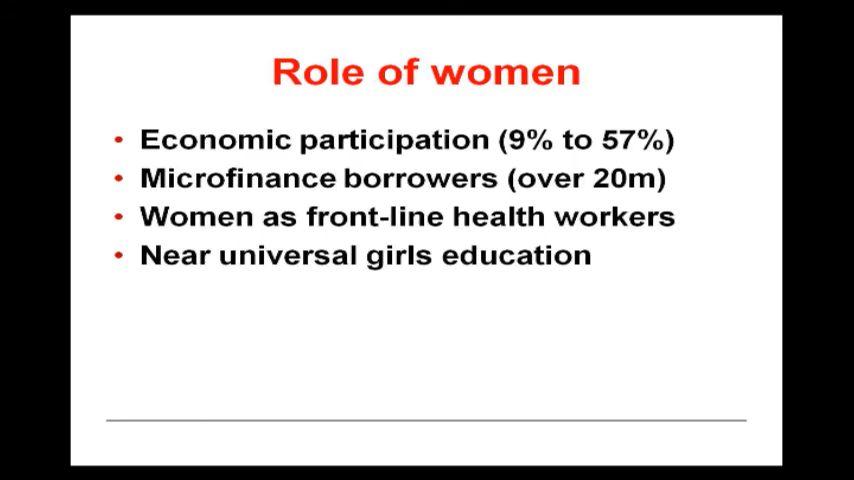 Role of women
• Economic participation (9% to 57%)
• Microfinance borrowers (over 20m)
• Women as front-line health workers
• Near universal girls education